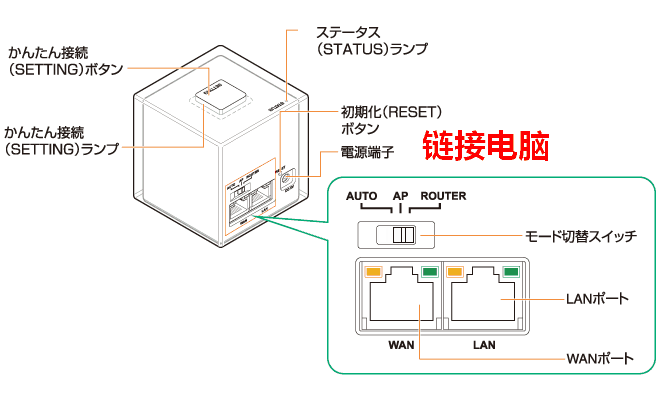 ステータス
(STATUS)ランプ
かんたん接続
(SETTING)ボタン
初期化(RESET)
ボタン
かんたん接続
(SETTING)ランプ
電源端子
链接电脑
AUTO AP ROUTER
モード切替スイッチ
LANポート
WAN LAN
WANポート